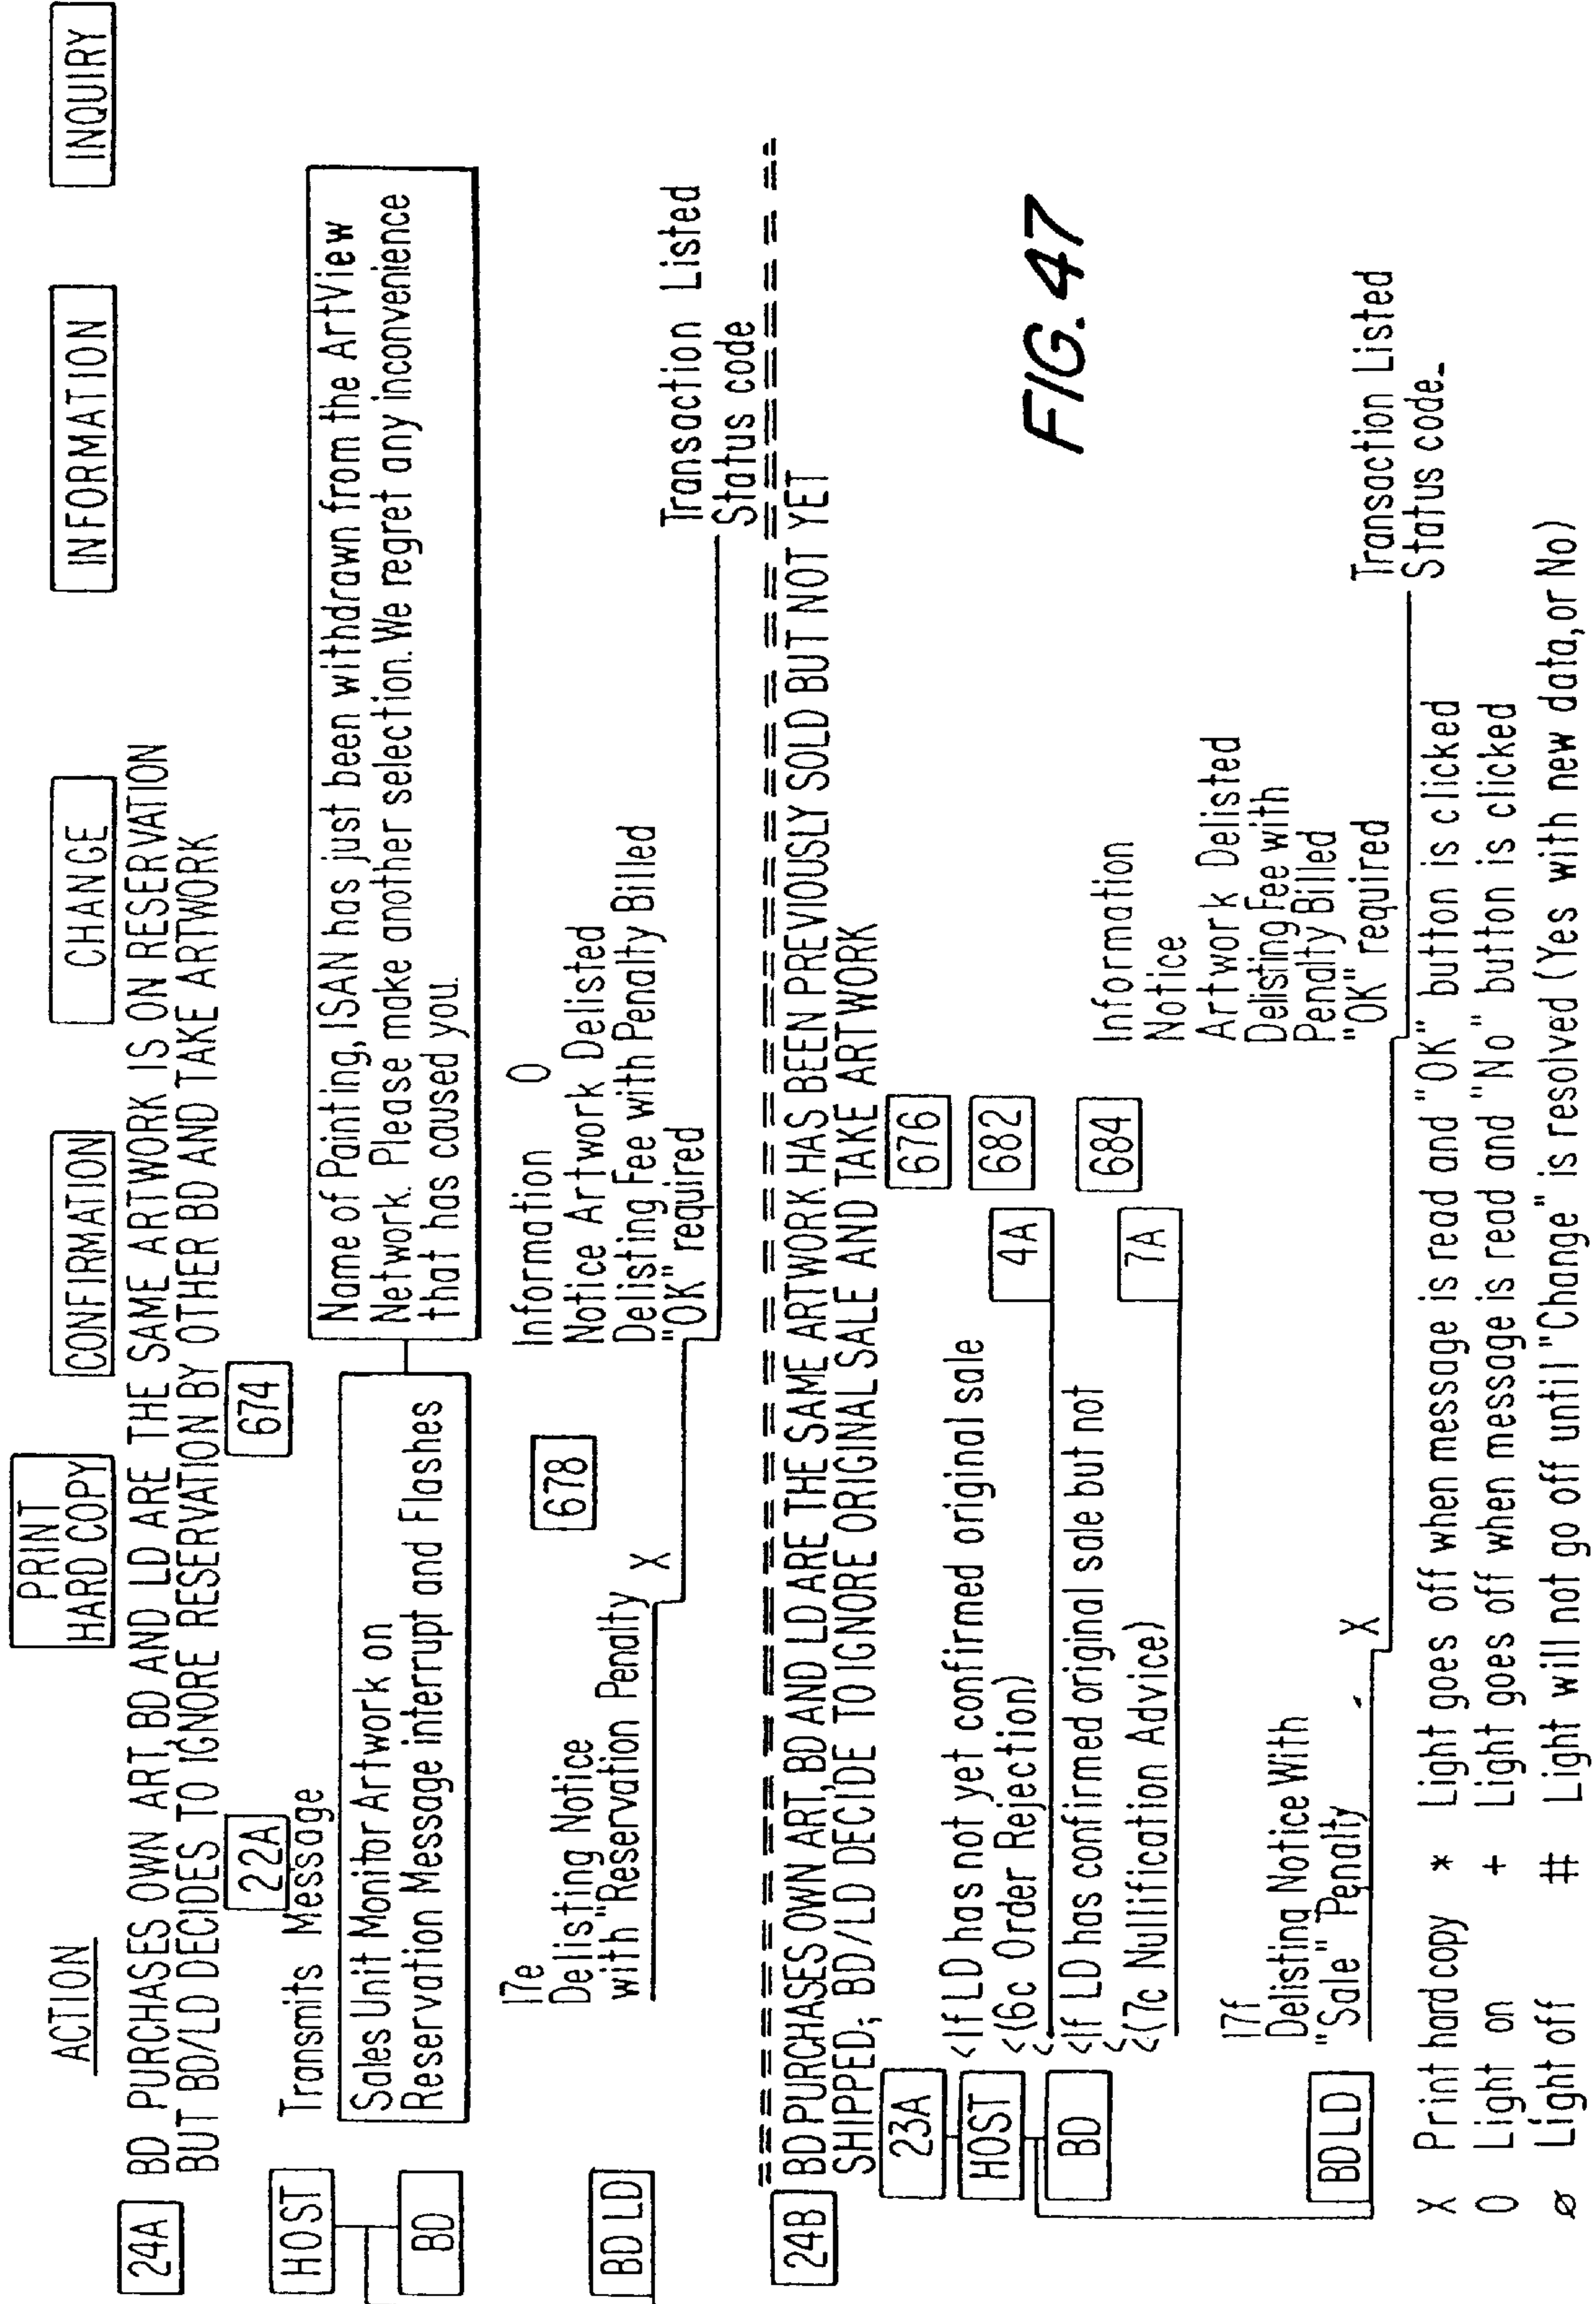 ACTION
PRINT
HARD COPY
CONFIRMATION
CHANGE
INFORMATION
INQUIRY
24A
BD PURCHASES OWN ART, BD AND LD ARE THE SAME ARTWORK IS ON RESERVATION
BUT BD/LD DECIDES TO IGNORE RESERVATION BY OTHER BD AND TAKE ARTWORK
22A
674
HOST
Transmits Message
BD
Sales Unit Monitor Artwork on
Reservation Message interrupt and Flashes
Name of Painting, ISAN has just been withdrawn from the ArtView
Network. Please make another selection. We regret any inconvenience
that has caused you.
678
17e
Delisting Notice
with "Reservation Penalty
X
Information O
Notice Artwork Delisted
Delisting Fee with Penalty Billed
"OK" required
BD LD
Transaction Listed
Status code
24B
BD PURCHASES OWN ART, BD AND LD ARE THE SAME ARTWORK HAS BEEN PREVIOUSLY SOLD BUT NOT YET
SHIPPED; BD/LD DECIDE TO IGNORE ORIGINAL SALE AND TAKE ARTWORK
23A
676
HOST
<If LD has not yet confirmed original sale
<(6c Order Rejection)
<
4A
682
BD
<If LD has confirmed original sale but not
<
<(7c Nullification Advice)
7A
684
Information
Notice
Artwork Delisted
Delisting Fee with
Penalty Billed
"OK" required
17f
Delisting Notice With
"Sale" Penalty
X
BD LD
Transaction Listed
Status code
FIG. 47
X Print hard copy * Light goes off when message is read and "OK" button is clicked
O Light on + Light goes off when message is read and "No" button is clicked
ø Light off # Light will not go off until "Change" is resolved (Yes with new data, or No)